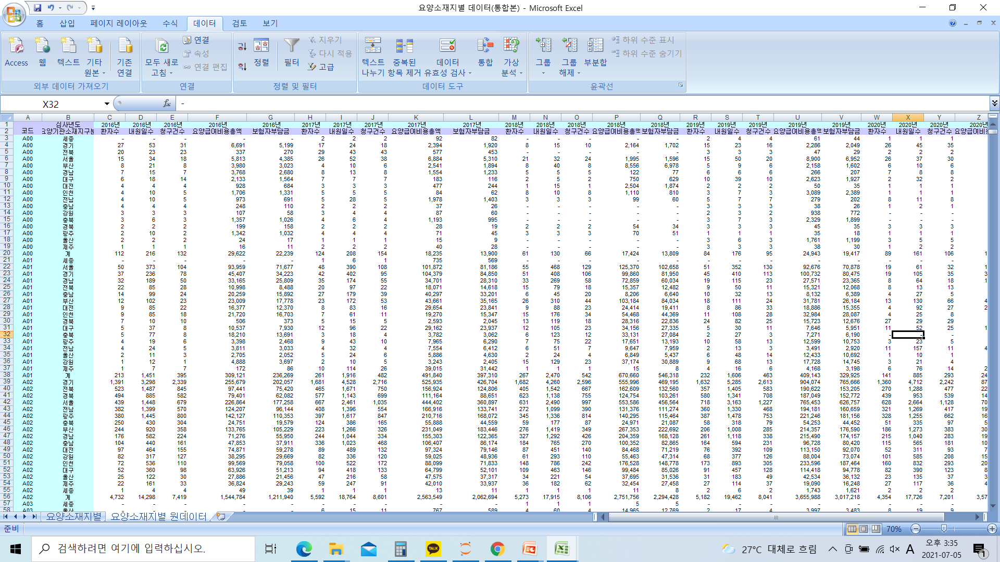 요양소재지별 데이터(통합본) - Microsoft Excel
홈 삽입 페이지 레이아웃 수식 데이터 검토 보기
Access 웹 텍스트 기타 원본 기존 연결
모두 새로 고침 연결 속성 연결 편집
정렬 필터 지우기 다시 적용 고급
텍스트 나누기 중복된 항목 제거 데이터 유효성 검사 통합 가상 분석
그룹 그룹 해제 부분합 하위 수준 표시 하위 수준 숨기기
외부 데이터 가져오기 연결 정렬 및 필터 데이터 도구 윤곽선
X32 fx -
A B C D E F G H I J K L M N O P Q R S T U V W X Y Z
1 심사년도 2016년 2016년 2016년 2016년 2016년 2017년 2017년 2017년 2017년 2017년 2018년 2018년 2018년 2018년 2018년 2019년 2019년 2019년 2019년 2019년 2020년 2020년 2020년 2020년
2 코드 요양기관소재지구분 환자수 내원일수 청구건수 요양급여비용총액 보험자부담금 환자수 내원일수 청구건수 요양급여비용총액 보험자부담금 환자수 내원일수 청구건수 요양급여비용총액 보험자부담금 환자수 내원일수 청구건수 요양급여비용총액 보험자부담금 환자수 내원일수 청구건수 요양급여비
3 A00 세종 - - - - - 2 2 2 92 82 - - - - - 2 4 4 61 44 1 1 1
4 A00 경기 27 53 31 6,691 5,199 17 24 18 2,394 1,920 8 15 10 2,164 1,702 15 23 16 2,286 2,049 26 45 35
5 A00 전북 20 23 23 337 270 29 43 43 577 453 - - - - - 3 3 3 47 29 2 2 2
6 A00 서울 15 34 18 5,813 4,385 26 52 38 6,884 5,310 21 32 24 1,995 1,596 15 50 20 8,900 6,952 26 37 30
7 A00 부산 8 21 8 3,980 3,023 4 10 6 2,541 1,894 8 40 8 8,556 6,978 5 9 6 2,158 1,602 6 10 6
8 A00 경남 7 15 7 3,768 2,680 8 13 8 1,554 1,233 5 5 5 122 77 6 6 6 266 207 7 8 8
9 A00 대구 6 18 14 2,133 1,564 7 7 7 183 116 2 5 2 750 629 10 39 10 2,623 1,927 2 32 2
10 A00 대전 4 4 4 928 684 3 3 3 477 244 1 15 1 2,504 1,874 2 2 2 50 35 1 1 1
11 A00 인천 4 10 5 1,706 1,331 5 5 5 84 62 8 10 8 1,110 810 3 7 3 3,089 2,389 1 1 1
12 A00 전남 4 10 5 973 691 5 28 5 1,978 1,403 3 3 3 99 60 5 7 7 279 202 8 11 8
13 A00 충남 4 4 4 248 110 2 2 2 37 26 - - - - - 3 3 3 38 26 1 2 1
14 A00 강원 3 3 3 107 58 3 4 4 87 60 - - - - - 2 3 2 938 772 - - -
15 A00 충북 3 6 3 1,357 1,026 4 6 4 1,193 995 - - - - - 3 7 3 2,329 1,899 - - -
16 A00 경북 2 2 2 199 158 2 2 2 28 19 2 2 2 54 34 3 3 3 45 35 3 3 3
17 A00 광주 2 10 2 1,342 1,032 4 4 4 71 45 3 3 3 70 51 1 1 1 35 18 1 1 1
18 A00 울산 2 2 2 24 17 1 1 1 15 9 - - - - - 3 6 3 1,761 1,199 3 5 5
19 A00 제주 1 1 1 16 11 2 2 2 40 28 - - - - - 3 3 3 38 30 1 2 2
20 A00 계 112 216 132 29,622 22,239 124 208 154 18,235 13,900 61 130 66 17,424 13,809 84 176 95 24,943 19,417 89 161 106 1
21 A01 세종 - - - - - 1 6 1 735 569 - - - - - - - - - - - - -
22 A01 서울 50 373 104 93,959 71,677 48 390 108 101,872 81,186 55 468 129 125,370 102,658 51 352 130 92,676 70,878 19 61 32 1
23 A01 경기 37 236 78 45,407 34,223 42 402 95 104,379 84,850 51 408 106 99,860 81,950 45 410 113 100,732 80,475 19 105 35 3
24 A01 경남 32 189 50 33,165 25,809 35 174 55 34,701 28,310 33 269 58 72,859 60,034 19 115 23 27,571 23,365 8 64 18 1
25 A01 전북 22 85 28 10,998 8,488 20 97 22 18,071 14,618 15 79 18 15,357 12,482 9 50 11 15,321 12,068 8 13 13
26 A01 충남 14 99 24 20,259 15,892 27 179 39 40,297 33,201 6 45 20 8,206 6,640 10 32 13 8,132 6,389 4 27 5
27 A01 부산 12 102 23 23,009 17,778 23 172 53 43,661 35,165 26 310 44 103,184 84,034 18 111 24 31,781 26,184 13 130 66 4
28 A01 대전 9 85 22 16,377 12,370 8 83 16 29,654 23,841 9 88 23 24,414 19,411 8 86 33 18,886 15,355 4 92 27 2
29 A01 인천 9 85 18 21,720 16,703 7 61 11 19,270 15,347 15 176 34 54,468 44,369 11 108 28 32,984 28,087 4 25 8
30 A01 경북 7 10 10 506 373 5 15 5 2,593 2,045 13 119 18 28,316 22,836 24 82 25 15,723 12,676 27 29 29
31 A01 대구 5 37 8 10,537 7,930 12 96 22 29,162 23,937 12 105 23 34,156 27,335 5 30 11 7,646 5,951 11 52 25 1
32 A01 충북 5 77 8 18,210 13,691 3 18 4 3,782 3,062 6 123 12 33,131 27,084 2 27 3 7,271 6,190 - - -
33 A01 광주 4 19 6 3,398 2,468 9 43 10 7,965 6,290 7 75 22 17,651 13,193 10 58 13 12,599 10,753 3 23 5
34 A01 전남 4 24 5 3,811 3,033 4 32 4 7,554 6,412 6 51 7 9,647 7,959 2 13 3 3,491 2,920 11 157 11 4
35 A01 울산 2 11 3 2,705 2,052 5 24 6 5,886 4,630 2 24 4 6,849 5,437 6 48 14 12,433 10,692 1 10 1
36 A01 강원 1 12 1 4,888 3,697 2 10 5 3,243 2,405 15 129 23 37,174 30,889 9 68 13 17,728 14,745 3 21 4
37 A01 제주 1 7 7 172 86 10 114 26 39,015 31,442 1 1 1 15 8 4 16 6 4,168 3,198 6 76 14 2
38 A01 계 213 1,451 395 309,121 236,269 261 1,916 482 491,840 397,310 267 2,470 542 670,660 546,318 232 1,606 463 409,143 329,925 141 885 293 24
39 A02 경기 1,391 3,298 2,339 255,679 202,057 1,681 4,528 2,716 525,935 426,704 1,682 4,260 2,596 555,996 469,195 1,632 5,285 2,613 904,074 765,666 1,360 4,712 2,242 87
40 A02 전북 523 1,487 845 97,441 75,420 465 1,671 750 156,924 124,806 405 1,542 667 162,609 132,560 357 1,405 583 190,622 153,205 270 1,288 477 22
41 A02 경북 494 885 582 79,401 62,082 577 1,143 699 111,164 88,651 623 1,138 755 124,754 103,261 580 1,341 708 187,049 152,772 439 953 539 14
42 A02 서울 439 1,448 679 226,864 177,258 667 2,461 1,035 444,402 360,897 631 2,490 997 553,586 456,564 718 3,163 1,227 765,453 626,757 628 2,664 1,128 70
43 A02 전남 382 1,399 570 124,207 96,144 408 1,396 554 166,916 133,741 272 1,099 390 131,376 111,274 360 1,330 468 194,181 160,659 321 1,269 417 19
44 A02 광주 380 1,445 800 142,127 110,353 397 1,617 847 210,716 168,072 345 1,336 814 140,295 115,464 387 1,478 753 221,246 181,156 328 1,255 662 16
45 A02 충북 250 430 304 24,751 19,579 124 386 165 55,888 44,559 59 177 87 24,971 21,087 58 318 79 54,253 44,452 51 335 97 5
46 A02 부산 244 920 358 133,765 105,229 223 1,266 326 231,049 183,446 276 1,419 349 267,353 222,692 206 1,008 285 214,357 176,590 186 1,273 383 30
47 A02 경남 176 582 224 71,276 55,950 244 1,044 334 155,303 122,365 327 1,292 426 204,359 168,128 261 1,118 338 215,490 174,157 215 1,040 283 19
48 A02 충남 104 440 161 47,853 37,911 336 1,023 468 106,407 86,174 184 765 270 100,352 82,865 164 594 231 96,728 80,420 115 565 181 10
49 A02 대전 97 464 155 74,871 59,278 89 489 132 97,324 79,146 87 451 140 84,468 71,219 76 392 109 113,150 92,070 52 311 93 7
50 A02 강원 82 317 127 38,295 29,669 82 336 120 59,025 48,936 61 293 110 55,463 47,314 68 377 126 88,004 73,074 101 585 208 15
51 A02 인천 72 536 110 99,569 79,058 100 522 172 88,099 71,833 148 786 242 176,528 148,778 173 893 305 233,596 187,464 160 832 293 20
52 A02 대구 52 360 98 63,926 51,213 94 418 133 64,799 52,101 109 463 146 99,484 85,026 91 457 128 114,418 94,778 82 390 123 8
53 A02 울산 25 122 30 27,886 21,456 47 216 58 47,575 37,317 34 221 54 37,695 31,536 31 183 49 42,534 36,132 23 135 37 3
54 A02 제주 22 161 33 36,824 29,243 59 247 91 42,010 33,937 36 182 62 32,454 27,458 27 114 37 19,090 16,248 27 117 36 4
55 A02 세종 1 4 4 49 39 1 1 1 13 11 1 1 1 11 8 2 6 2 1,743 1,621 2 2 2
56 A02 계 4,732 14,298 7,419 1,544,784 1,211,940 5,592 18,764 8,601 2,563,549 2,062,694 5,273 17,915 8,106 2,751,756 2,294,428 5,182 19,462 8,041 3,655,988 3,017,218 4,354 17,726 7,201 3,57
57 A03 세종 - - - - - - - - - - 1 1 1 5 5 - - - - - - - -
58 A03 울산 - - - - - 6 15 11 767 589 4 60 4 14,965 12,769 2 17 4 3,997 3,483 8 19 9
요양소재지별 요양소재지별 원데이터
준비 70%
검색하려면 여기에 입력하십시오.
TALK
27°C 대체로 흐림 A 오후 3:35
2021-07-05
1